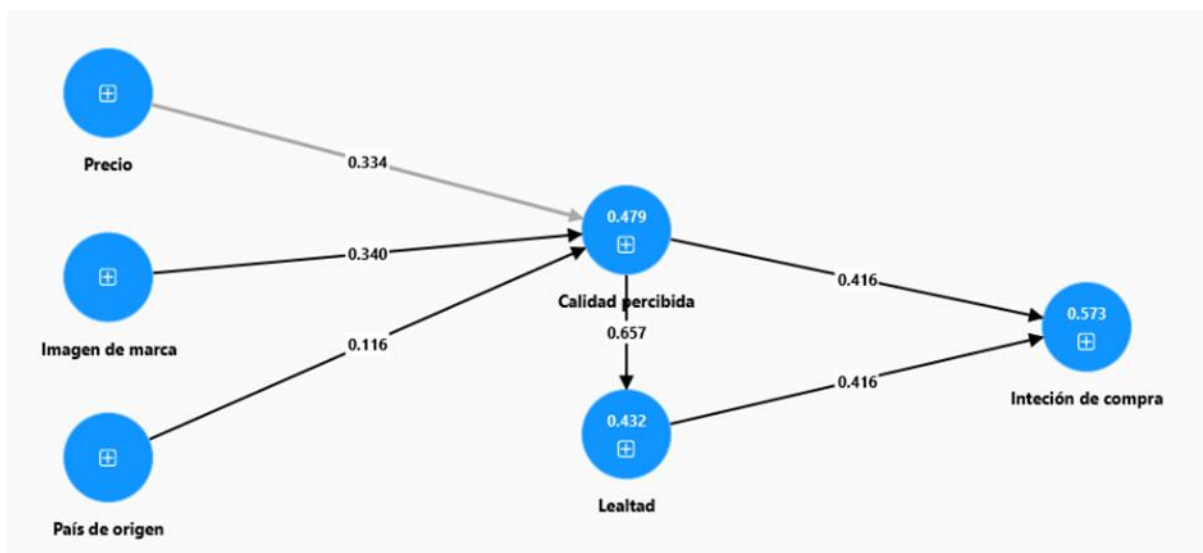 Precio
0.334
Imagen de marca
0.340
País de origen
0.116
0.479
Calidad percibida
0.657
0.432
Lealtad
0.416
0.416
0.573
Inteción de compra